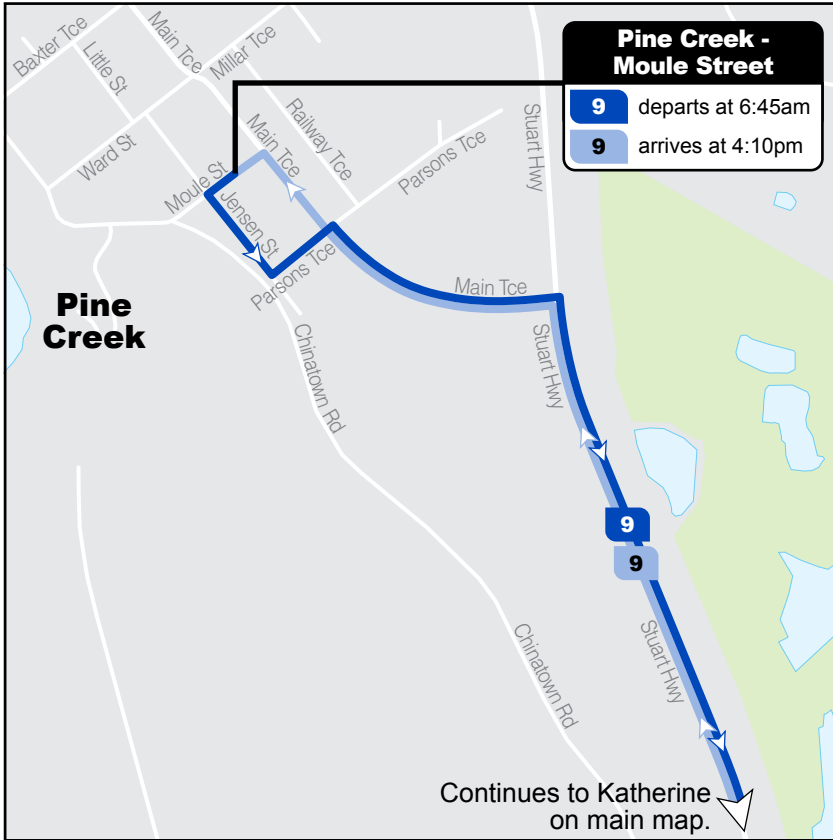 Pine Creek -
Moule Street
9 departs at 6:45am
9 arrives at 4:10pm
Baxter Tce
Little St
Main Tce
Millar Tce
Ward St
Railway Tce
Main Tce
Parsons Tce
Stuart Hwy
Moule St
Jensen St
Parsons Tce
Main Tce
Pine
Creek
Chinatown Rd
Stuart Hwy
9
9
Chinatown Rd
Stuart Hwy
Continues to Katherine
on main map.